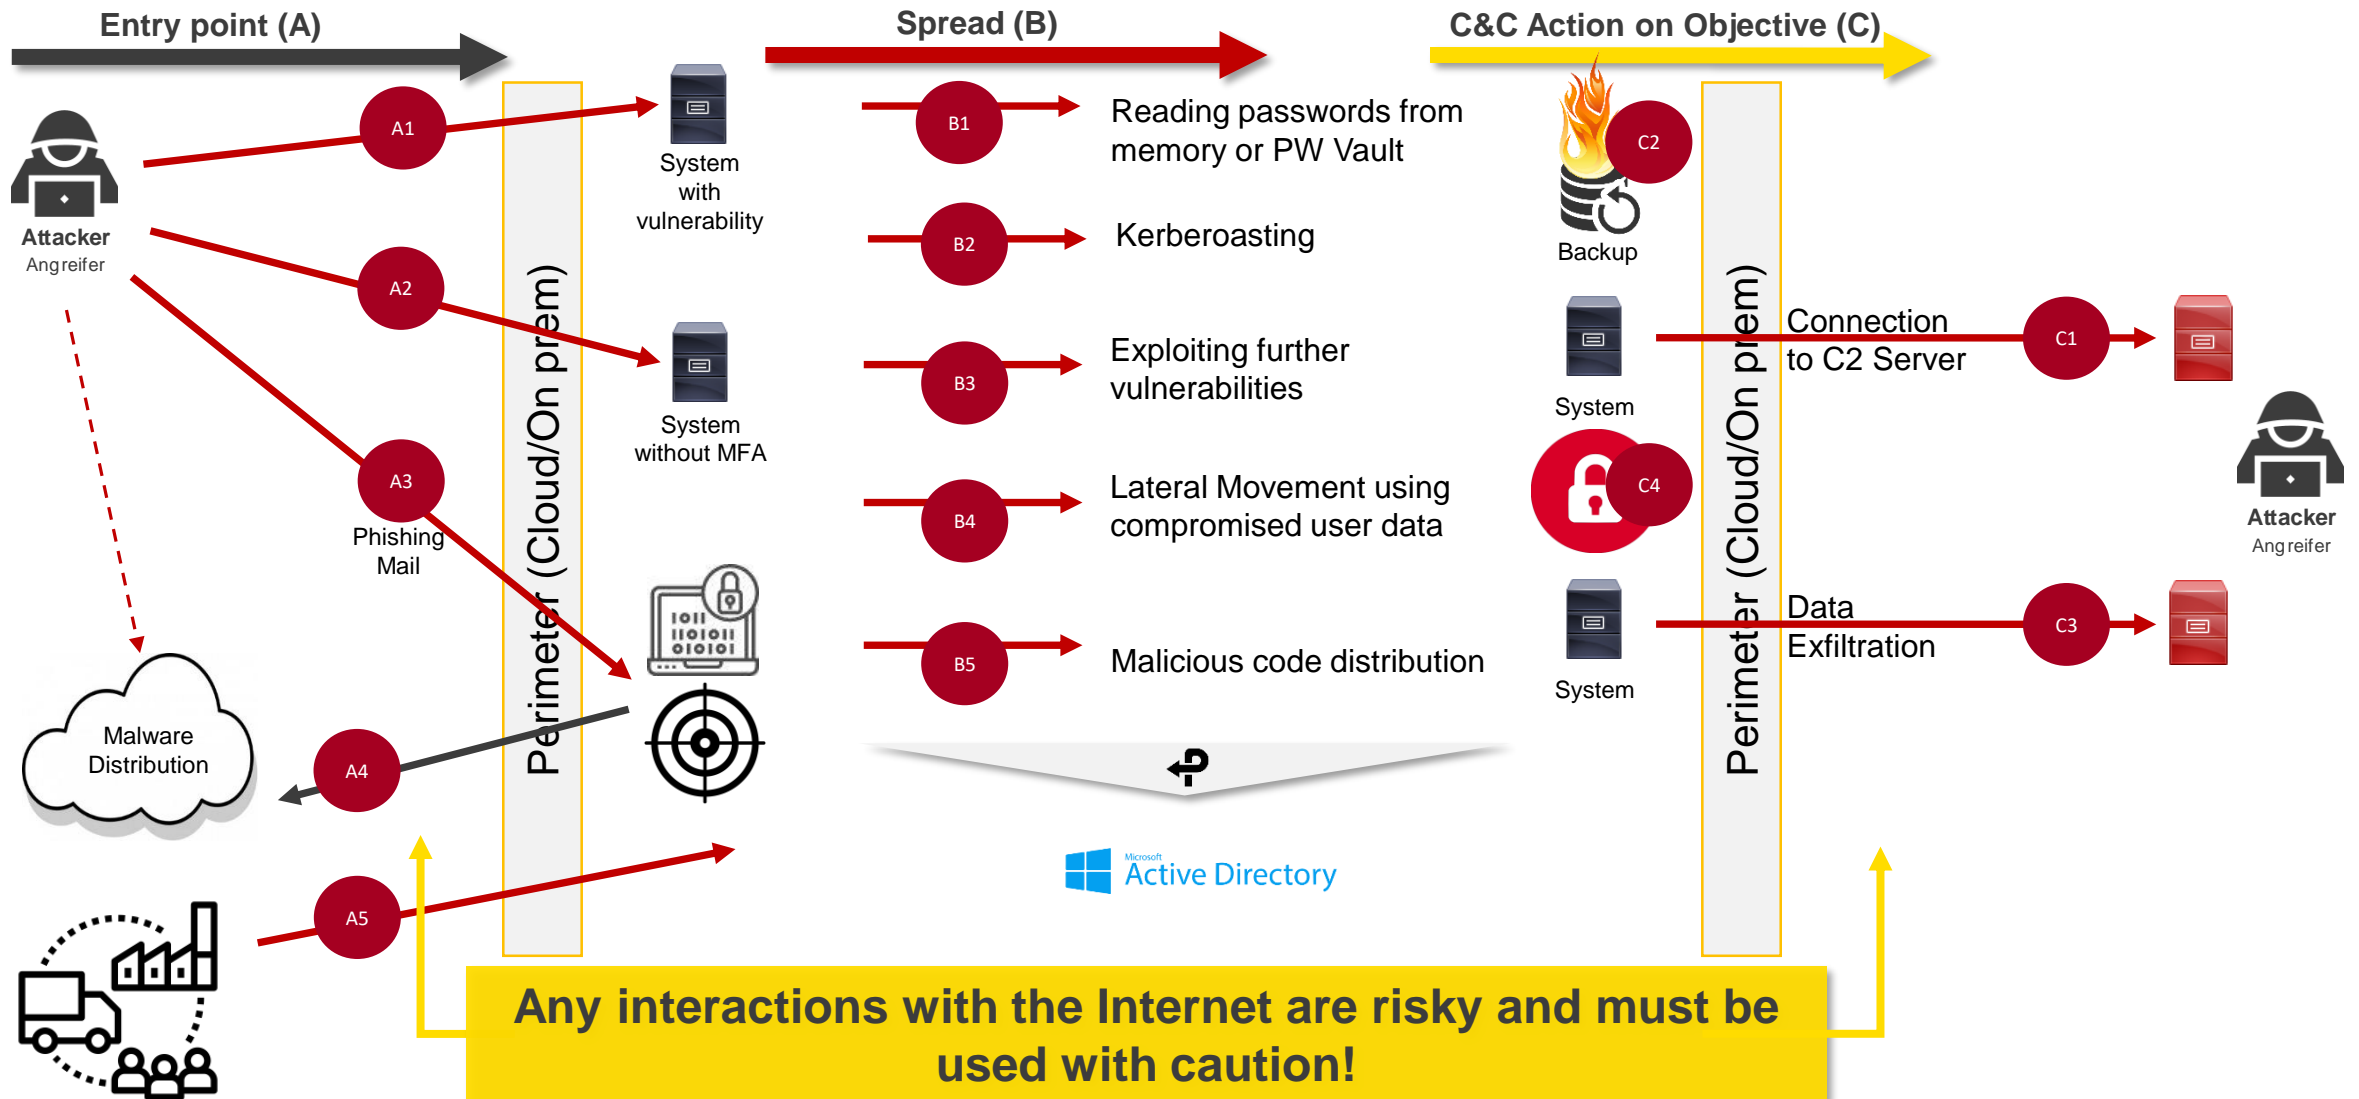 Entry point (A)
Spread (B)
C&C Action on Objective (C)
A1
System
with
vulnerability
Attacker
Angreifer
A2
System
without MFA
A3
Phishing
Mail
Perimeter (Cloud/On prem)
1011
1101011
010101
Malware
Distribution
A4
A5
B1
Reading passwords from
memory or PW Vault
B2
Kerberoasting
B3
Exploiting further
vulnerabilities
B4
Lateral Movement using
compromised user data
B5
Malicious code distribution
Microsoft
Active Directory
C2
Backup
System
C4
System
Perimeter (Cloud/On prem)
Connection
to C2 Server
C1
Data
Exfiltration
C3
Attacker
Angreifer
Any interactions with the Internet are risky and must be
used with caution!